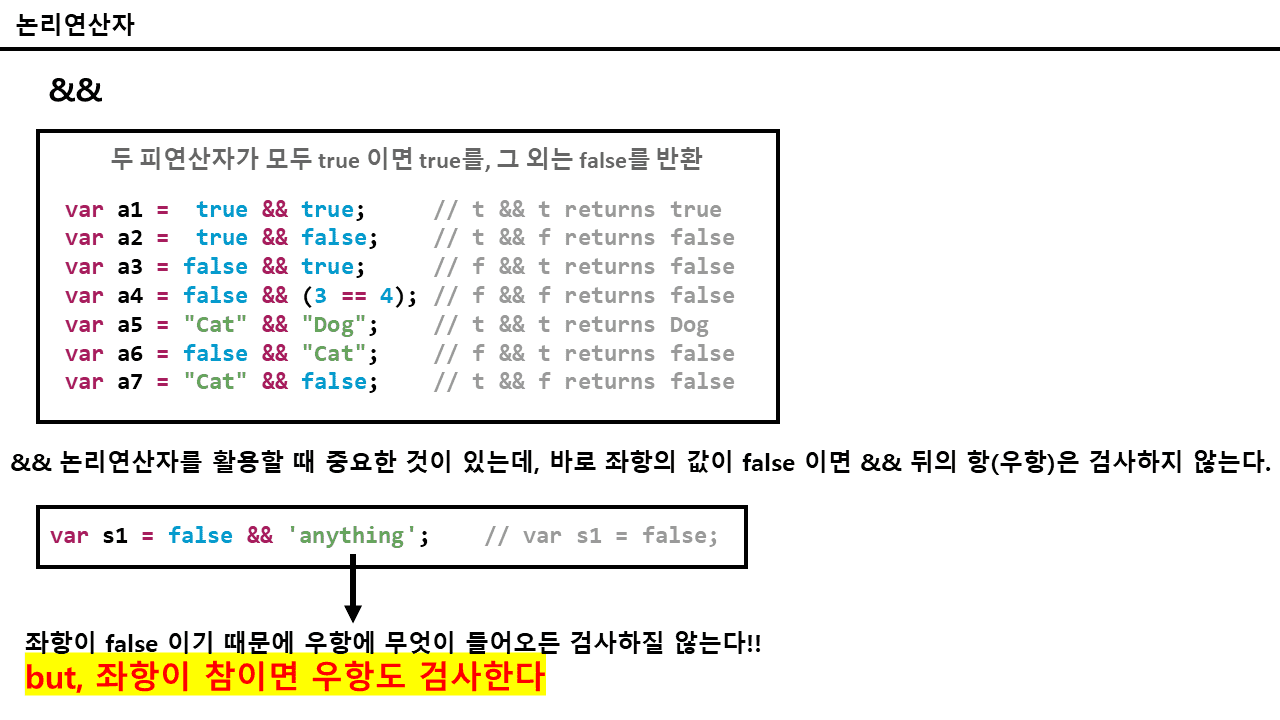 논리연산자
&&
두 피연산자가 모두 true 이면 true를, 그 외는 false를 반환
var a1 =  true && true;     // t && t returns true
var a2 =  true && false;    // t && f returns false
var a3 = false && true;     // f && t returns false
var a4 = false && (3 == 4); // f && f returns false
var a5 = "Cat" && "Dog";    // t && t returns Dog
var a6 = false && "Cat";    // f && t returns false
var a7 = "Cat" && false;    // t && f returns false
&& 논리연산자를 활용할 때 중요한 것이 있는데, 바로 좌항의 값이 false 이면 && 뒤의 항(우항)은 검사하지 않는다.
var s1 = false && 'anything';    // var s1 = false;
좌항이 false 이기 때문에 우항에 무엇이 들어오든 검사하질 않는다!!
but, 좌항이 참이면 우항도 검사한다